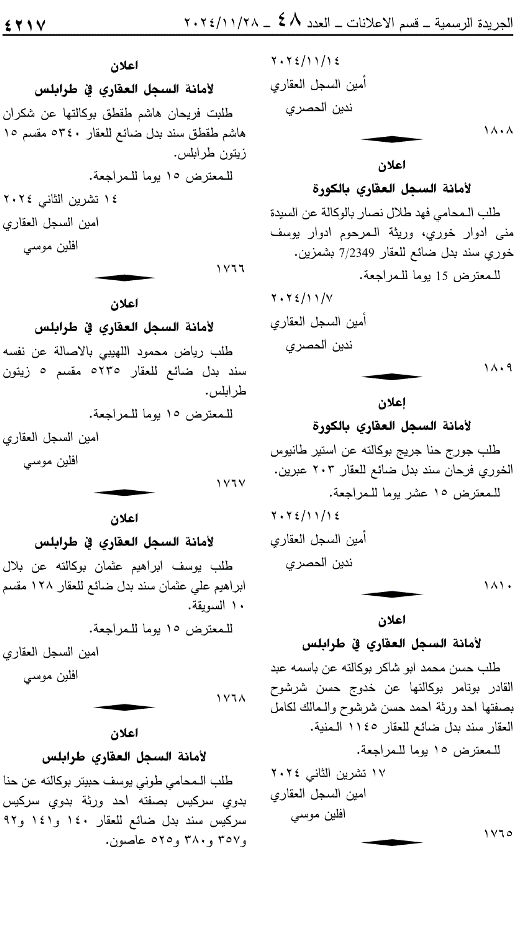 الجريدة الرسمية ـ قسم الاعلانات ـ العدد ٤٨ ـ ٢٠٢٤/١١/٢٨
٤٢١٧
٢٠٢٤/١١/١٤
أمين السجل العقاري
ندين الحصري
١٨٠٨
اعلان
لأمانة السجل العقاري بالكورة
طلب المحامي فهد طلال نصار بالوكالة عن السيدة
منى ادوار خوري، وريثة المرحوم ادوار يوسف
خوري سند بدل ضائع للعقار 7/2349 بشمزين.
للمعترض 15 يوما للمراجعة.
٢٠٢٤/١١/٧
أمين السجل العقاري
ندين الحصري
١٨٠٩
إعلان
لأمانة السجل العقاري بالكورة
طلب جورج حنا جريج بوكالته عن استير طانيوس
الخوري فرحان سند بدل ضائع للعقار ٢٠٣ عبرين.
للمعترض ١٥ عشر يوما للمراجعة.
٢٠٢٤/١١/١٤
أمين السجل العقاري
ندين الحصري
١٨١٠
اعلان
لأمانة السجل العقاري في طرابلس
طلب حسن محمد ابو شاكر بوكالته عن باسمه عبد
القادر بوتامر بوكالتها عن خدوج حسن شرشوح
بصفتها احد ورثة احمد حسن شرشوح والمالك لكامل
العقار سند بدل ضائع للعقار ١١٤٥ المنية.
للمعترض ١٥ يوما للمراجعة.
١٧ تشرين الثاني ٢٠٢٤
امين السجل العقاري
افلين موسي
١٧٦٥
اعلان
لأمانة السجل العقاري في طرابلس
طلبت فريحان هاشم طقطق بوكالتها عن شكران
هاشم طقطق سند بدل ضائع للعقار ٥٣٤٠ مقسم ١٥
زيتون طرابلس.
للمعترض ١٥ يوما للمراجعة.
١٤ تشرين الثاني ٢٠٢٤
امين السجل العقاري
افلين موسي
١٧٦٦
اعلان
لأمانة السجل العقاري في طرابلس
طلب رياض محمود اللهيبي بالاصالة عن نفسه
سند بدل ضائع للعقار ٥٢٣٥ مقسم ٥ زيتون
طرابلس.
للمعترض ١٥ يوما للمراجعة.
امين السجل العقاري
افلين موسي
١٧٦٧
اعلان
لأمانة السجل العقاري في طرابلس
طلب يوسف ابراهيم عثمان بوكالته عن بلال
ابراهيم علي عثمان سند بدل ضائع للعقار ١٢٨ مقسم
١٠ السويقة.
للمعترض ١٥ يوما للمراجعة.
امين السجل العقاري
افلين موسي
١٧٦٨
اعلان
لأمانة السجل العقاري طرابلس
طلب المحامي طوني يوسف حبيتر بوكالته عن حنا
بدوي سركيس بصفته احد ورثة بدوي سركيس
سركيس سند بدل ضائع للعقار ١٤٠ و١٤١ و٩٢
و٣٥٧ و٣٨٠ و٥٢٥ عاصون.